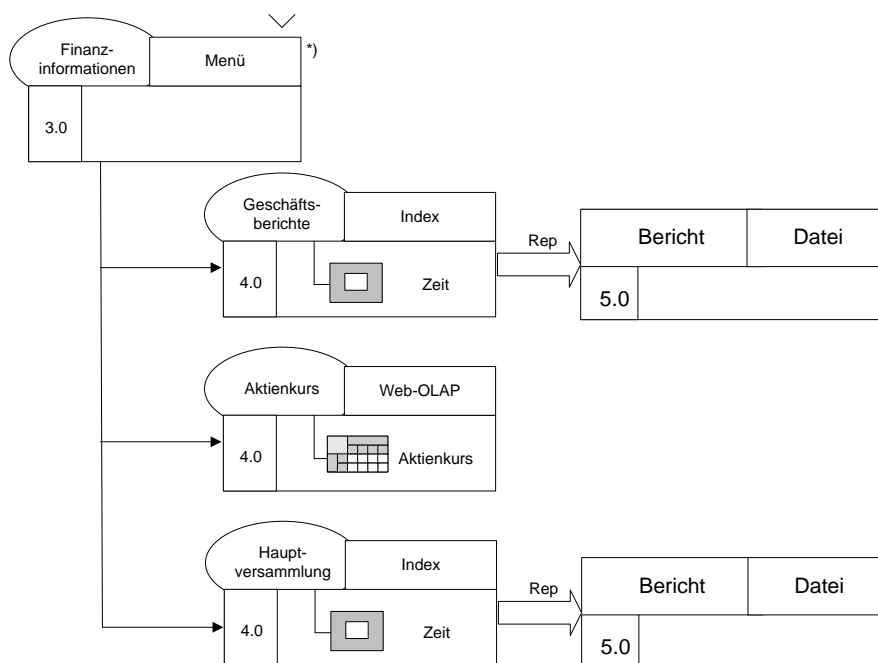 Finanz-
informationen
Menü
*)
3.0
Geschäfts-
berichte
Index
4.0
Zeit
Rep
Bericht
Datei
5.0
Aktienkurs
Web-OLAP
4.0
Aktienkurs
Haupt-
versammlung
Index
4.0
Zeit
Rep
Bericht
Datei
5.0